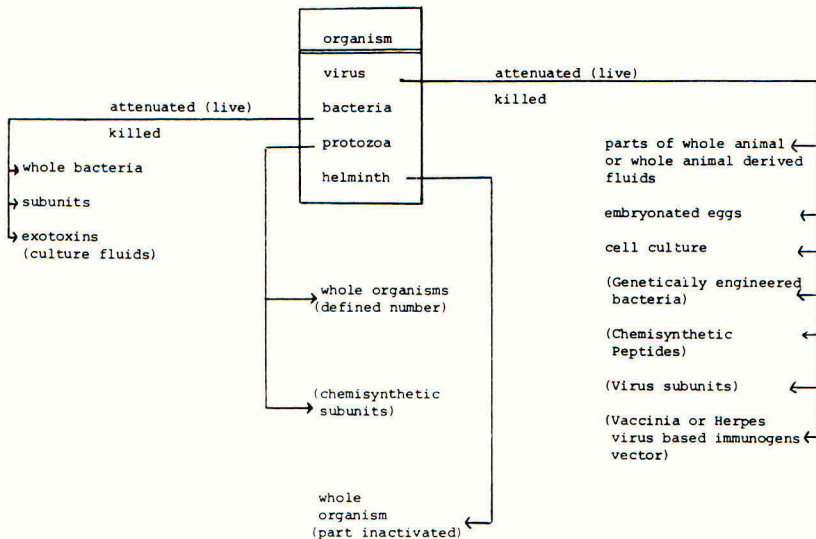 organism
virus
bacteria
protozoa
helminth
attenuated (live)
killed
whole bacteria
subunits
exotoxins
(culture fluids)
whole organisms
(defined number)
(chemisynthetic
subunits)
whole
organism
(part inactivated)
attenuated (live)
killed
parts of whole animal
or whole animal derived
fluids
embryonated eggs
cell culture
(Genetically engineered
bacteria)
(Chemisynthetic
Peptides)
(Virus subunits)
(Vaccinia or Herpes
virus based immunogens
vector)